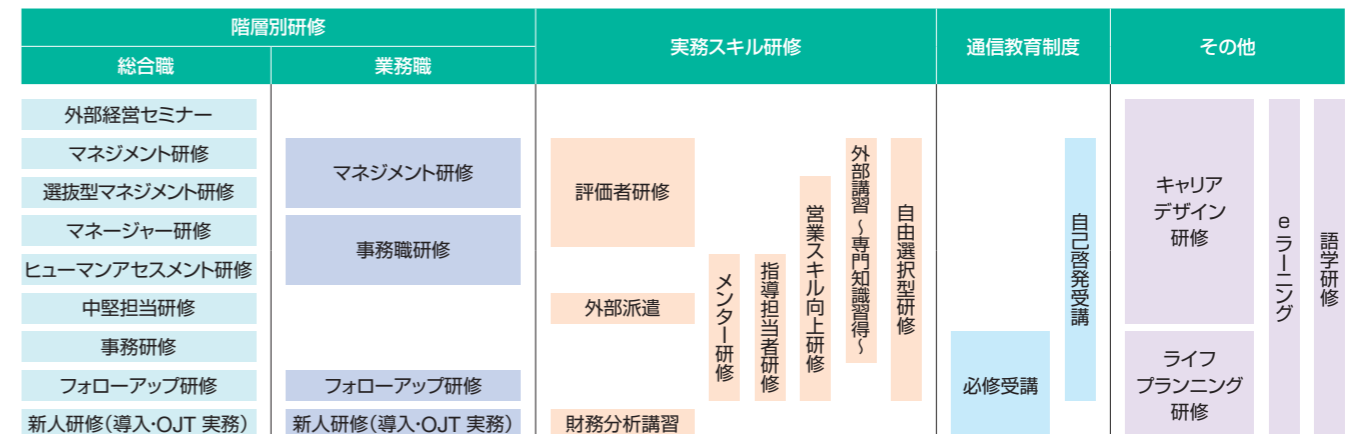 階層別研修
実務スキル研修
通信教育制度
その他
総合職
業務職
外部経営セミナー
マネジメント研修
選抜型マネジメント研修
マネージャー研修
ヒューマンアセスメント研修
中堅担当研修
事務研修
フォローアップ研修
新人研修(導入・OJT 実務)
マネジメント研修
事務職研修
フォローアップ研修
新人研修(導入・OJT 実務)
評価者研修
外部派遣
財務分析講習
メンター研修
指導担当者研修
営業スキル向上研修
外部講習~専門知識習得~
自由選択型研修
必修受講
自己啓発受講
キャリア
デザイン
研修
ライフ
プランニング
研修
eラーニング
語学研修